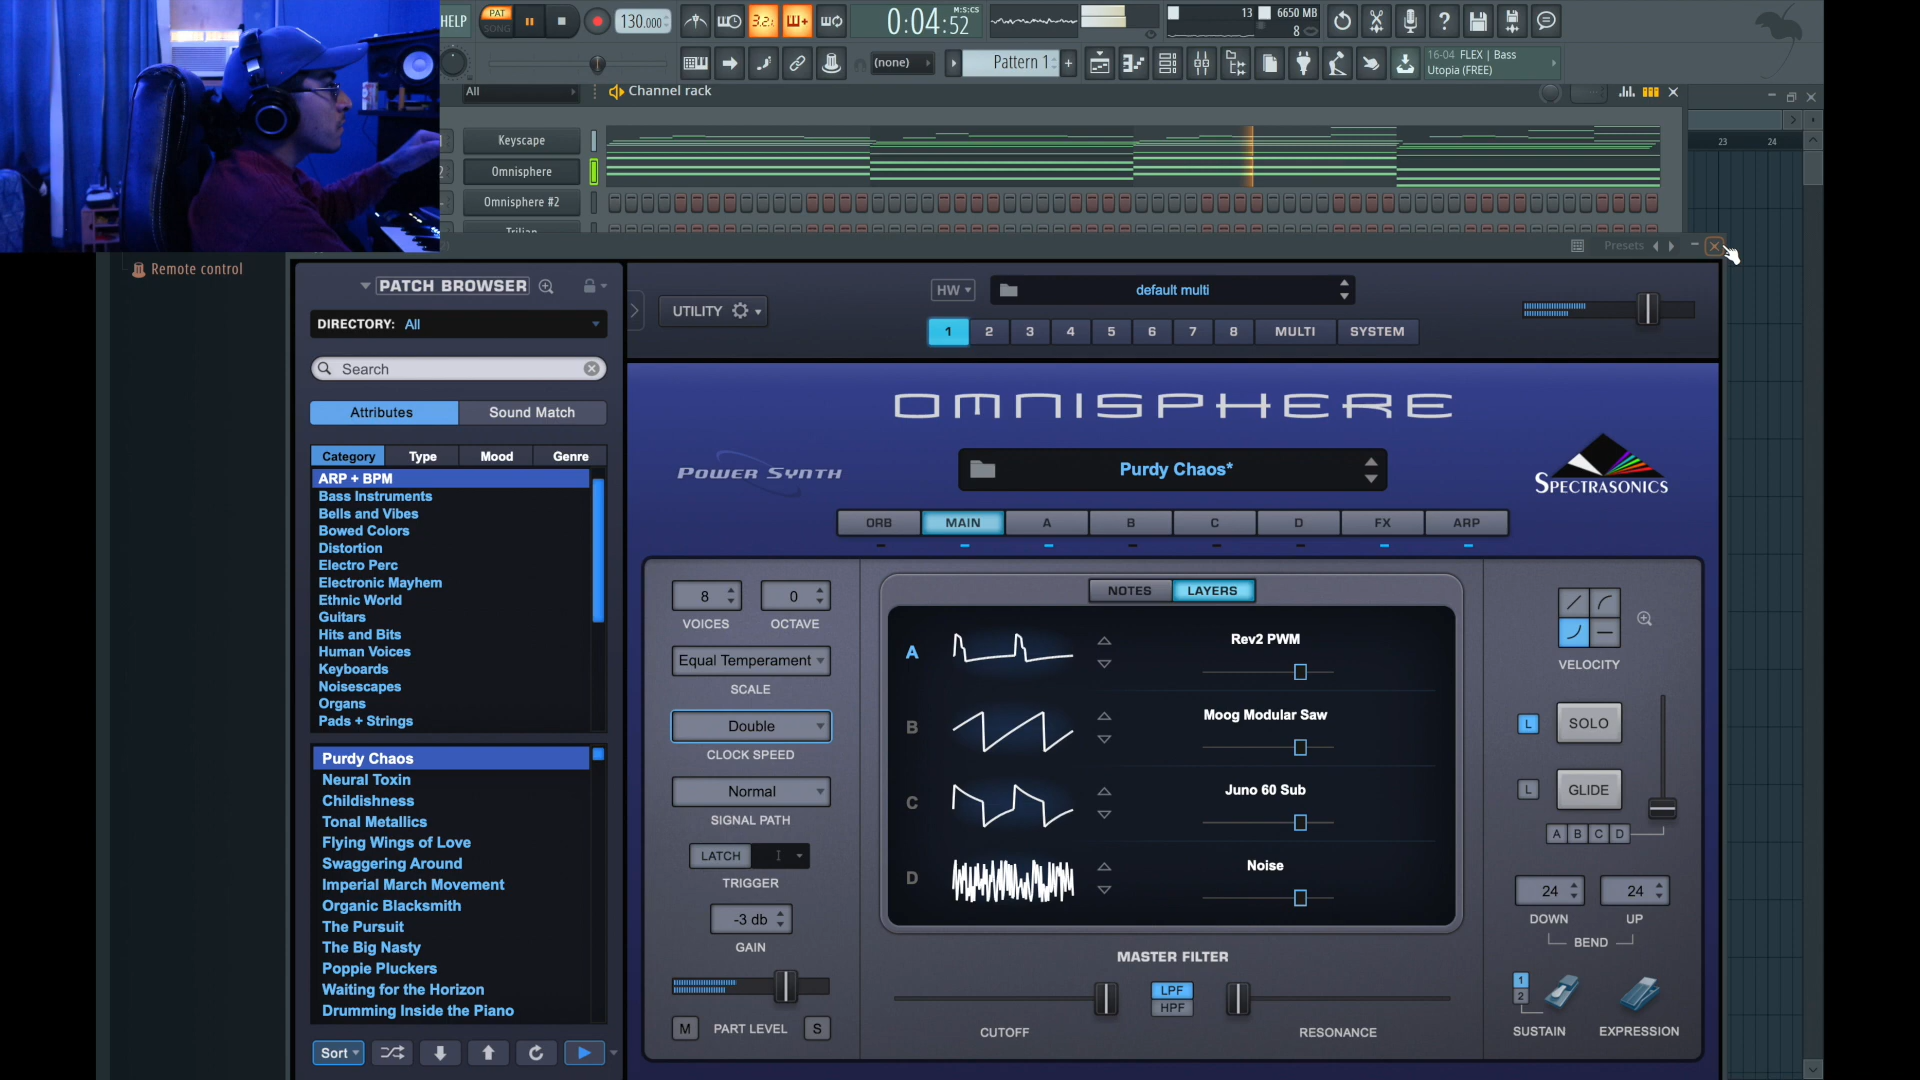 HELP
PAT
SONG
130.000
3.2.
0:04:52
M:S:CS
13
6650 MB
8
(none)
Pattern 1
+
16-04 FLEX | Bass
Utopia (FREE)
All
Channel rack
1
Keyscape
2
Omnisphere
Omnisphere #2
Trilian
23
24
Presets
Remote control
PATCH BROWSER
DIRECTORY: All
Search
Attributes
Sound Match
Category
Type
Mood
Genre
ARP + BPM
Bass Instruments
Bells and Vibes
Bowed Colors
Distortion
Electro Perc
Electronic Mayhem
Ethnic World
Guitars
Hits and Bits
Human Voices
Keyboards
Noisescapes
Organs
Pads + Strings
Purdy Chaos
Neural Toxin
Childishness
Tonal Metallics
Flying Wings of Love
Swaggering Around
Imperial March Movement
Organic Blacksmith
The Pursuit
The Big Nasty
Poppie Pluckers
Waiting for the Horizon
Drumming Inside the Piano
Sort
UTILITY
HW
default multi
1 2 3 4 5 6 7 8 MULTI SYSTEM
OMNISPHERE
POWER SYNTH
Purdy Chaos*
SPECTRASONICS
ORB MAIN A B C D FX ARP
8
VOICES
0
OCTAVE
Equal Temperament
SCALE
Double
CLOCK SPEED
Normal
SIGNAL PATH
LATCH
TRIGGER
-3 db
GAIN
M PART LEVEL S
NOTES LAYERS
A
Rev2 PWM
B
Moog Modular Saw
C
Juno 60 Sub
D
Noise
MASTER FILTER
LPF
HPF
CUTOFF
RESONANCE
VELOCITY
L SOLO
L GLIDE
A B C D
24
DOWN
24
UP
BEND
1
2
SUSTAIN
EXPRESSION